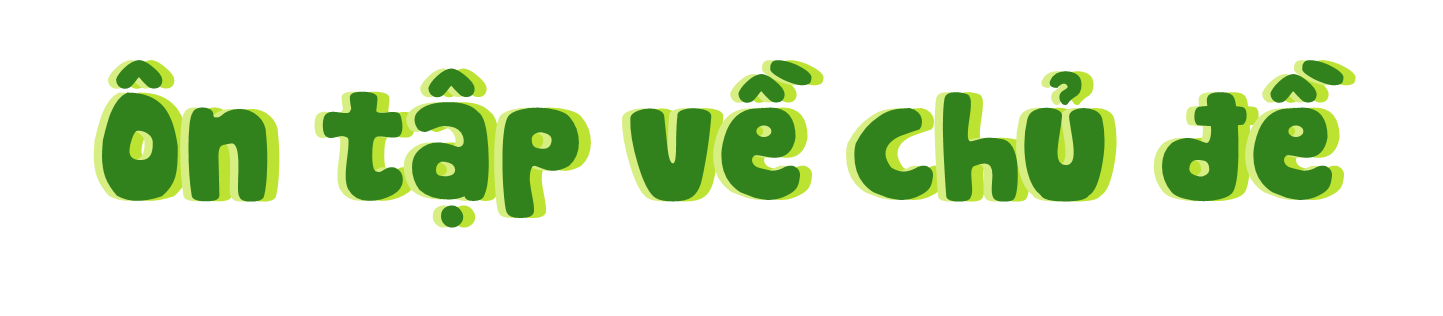 Ôn tập về chủ đề